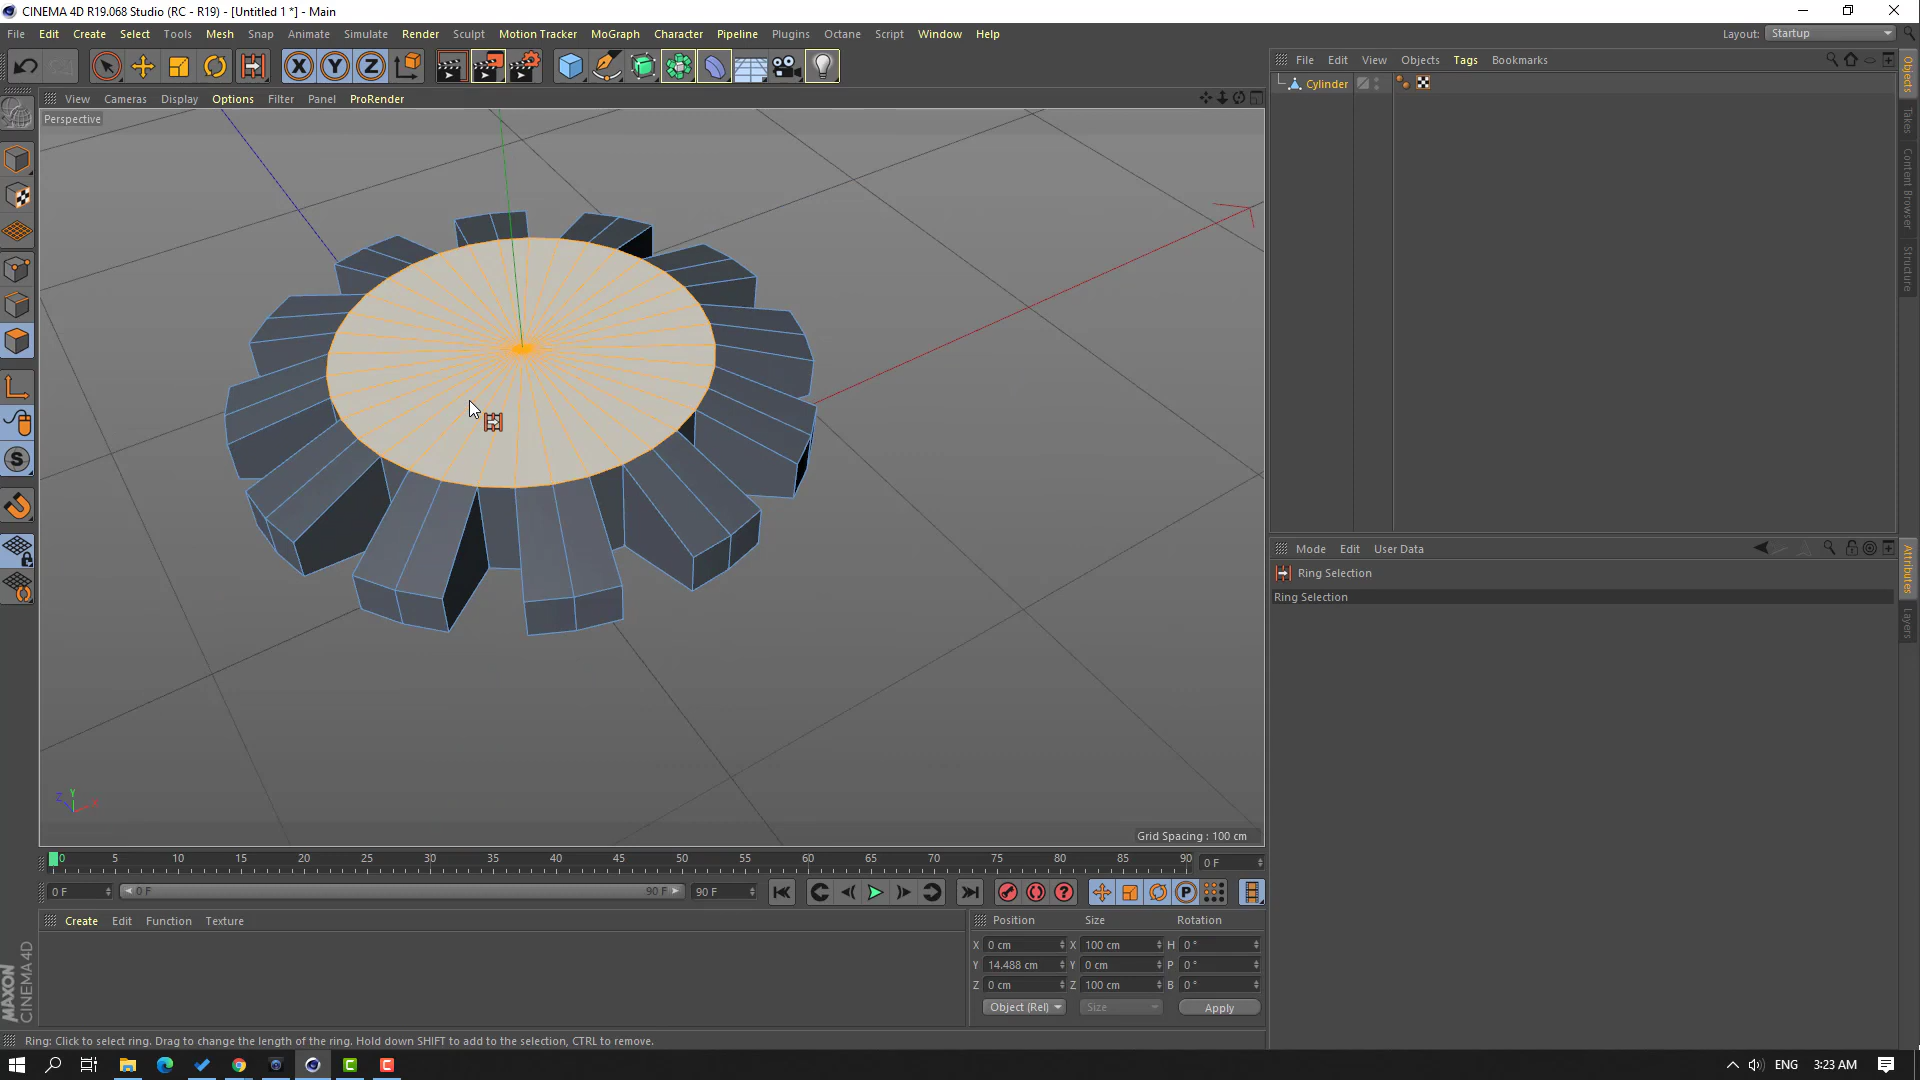 CINEMA 4D R19.068 Studio (RC - R19) - [Untitled 1 *] - Main
File Edit Create Select Tools Mesh Snap Animate Simulate Render Sculpt Motion Tracker MoGraph Character Pipeline Plugins Octane Script Window Help
Layout: Startup
X Y Z
File Edit View Objects Tags Bookmarks
Cylinder
View Cameras Display Options Filter Panel ProRender
Perspective
Objects
Takes
Content Browser
Structure
S
Mode Edit User Data
Ring Selection
Ring Selection
Attributes
Layers
Z Y X
Grid Spacing : 100 cm
0 5 10 15 20 25 30 35 40 45 50 55 60 65 70 75 80 85 90
0 F
0 F 0 F 90 F 90 F
P
Create Edit Function Texture
Position Size Rotation
X 0 cm X 100 cm H 0 °
Y 14.488 cm Y 0 cm P 0 °
Z 0 cm Z 100 cm B 0 °
Object (Rel) Size Apply
MAXON
CINEMA 4D
Ring: Click to select ring. Drag to change the length of the ring. Hold down SHIFT to add to the selection, CTRL to remove.
ENG 3:23 AM